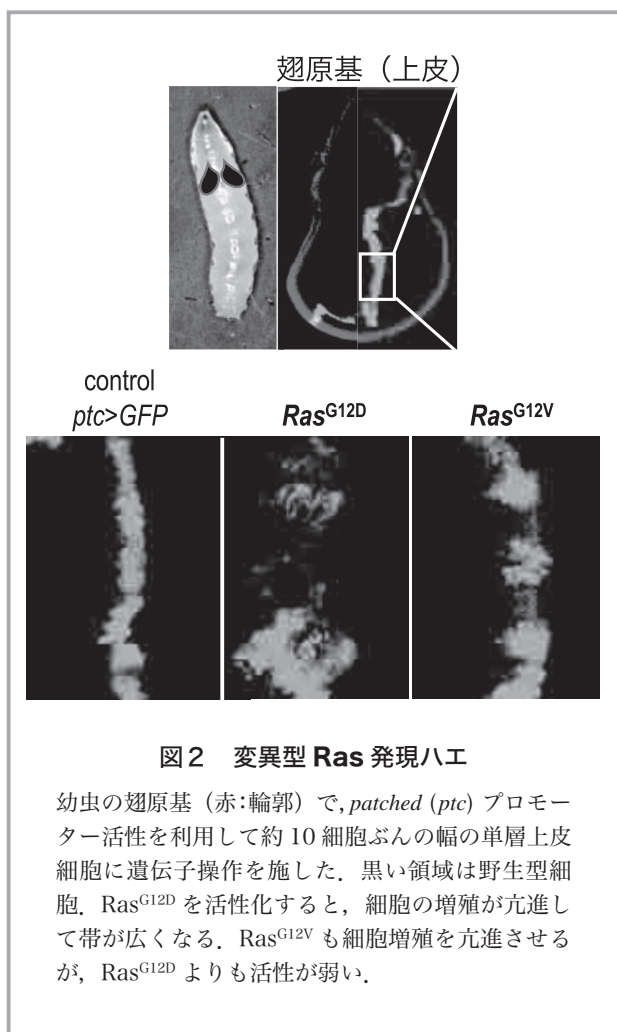 翅原基（上皮）
control
ptc>GFP
RasG12D
RasG12V
図2 変異型 Ras 発現ハエ
幼虫の翅原基（赤：輪郭）で，patched (ptc) プロモー
ター活性を利用して約 10 細胞ぶんの幅の単層上皮
細胞に遺伝子操作を施した．黒い領域は野生型細
胞．RasG12D を活性化すると，細胞の増殖が亢進し
て帯が広くなる．RasG12V も細胞増殖を亢進させる
が，RasG12D よりも活性が弱い．